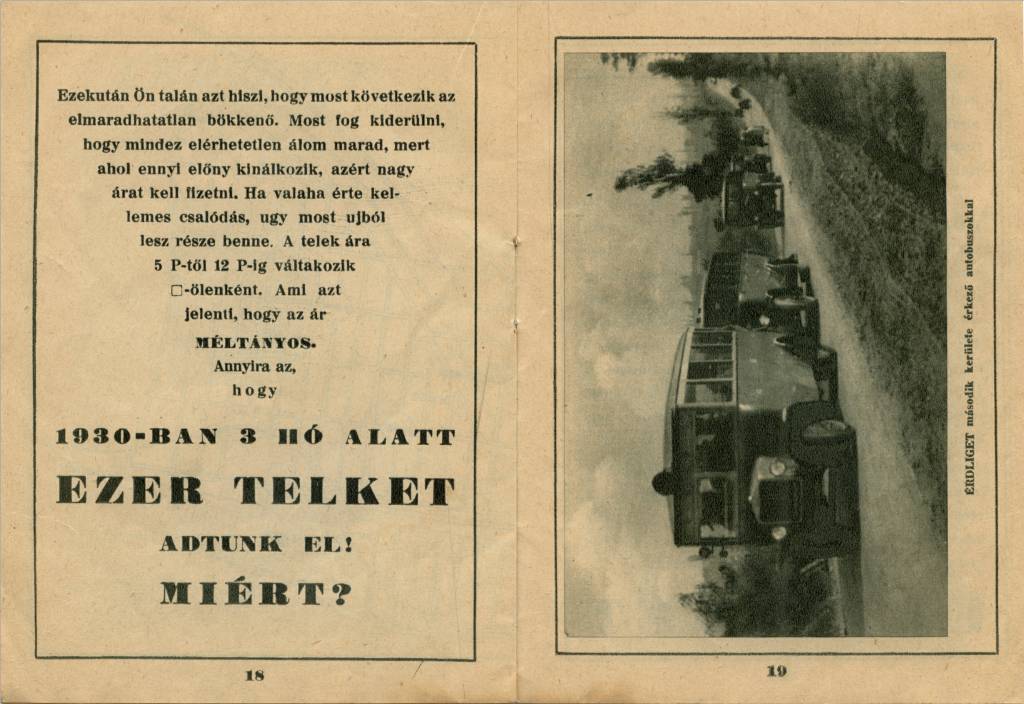 Ezekután Ön talán azt hiszi, hogy most következik az
elmaradhatatlan bökkenő. Most fog kiderülni,
hogy mindez elérhetetlen álom marad, mert
ahol ennyi előny kínálkozik, azért nagy
árat kell fizetni. Ha valaha érte kel-
lemes csalódás, ugy most ujból
lesz része benne. A telek ára
5 P-től 12 P-ig váltakozik
□-ölenként. Ami azt
jelenti, hogy az ár
MÉLTÁNYOS.
Annyira az,
hogy
1930-BAN 3 HÓ ALATT
EZER TELKET
ADTUNK EL!
MIÉRT?
18
ÉRDLIGET második kerülete érkező autobuszokkal
19